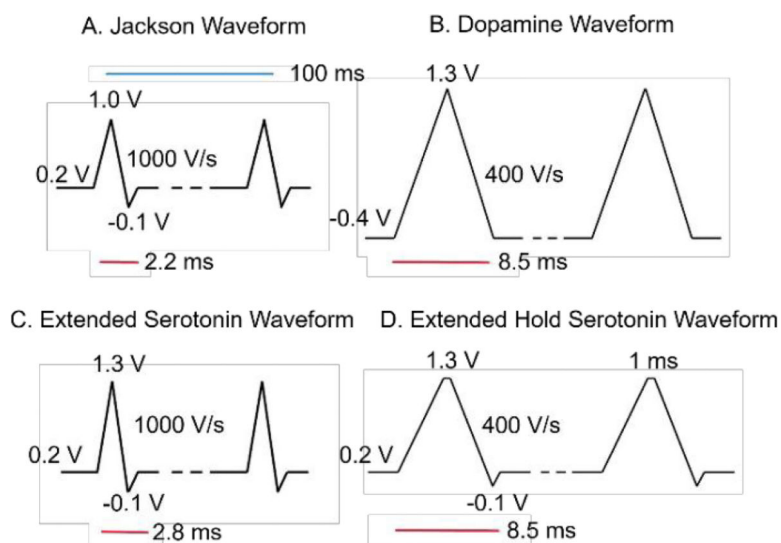 A. Jackson Waveform
100 ms
1.0 V
0.2 V
1000 V/s
-0.1 V
2.2 ms
B. Dopamine Waveform
1.3 V
400 V/s
-0.4 V
8.5 ms
C. Extended Serotonin Waveform
1.3 V
1000 V/s
0.2 V
-0.1 V
2.8 ms
D. Extended Hold Serotonin Waveform
1.3 V
1 ms
400 V/s
0.2 V
-0.1 V
8.5 ms